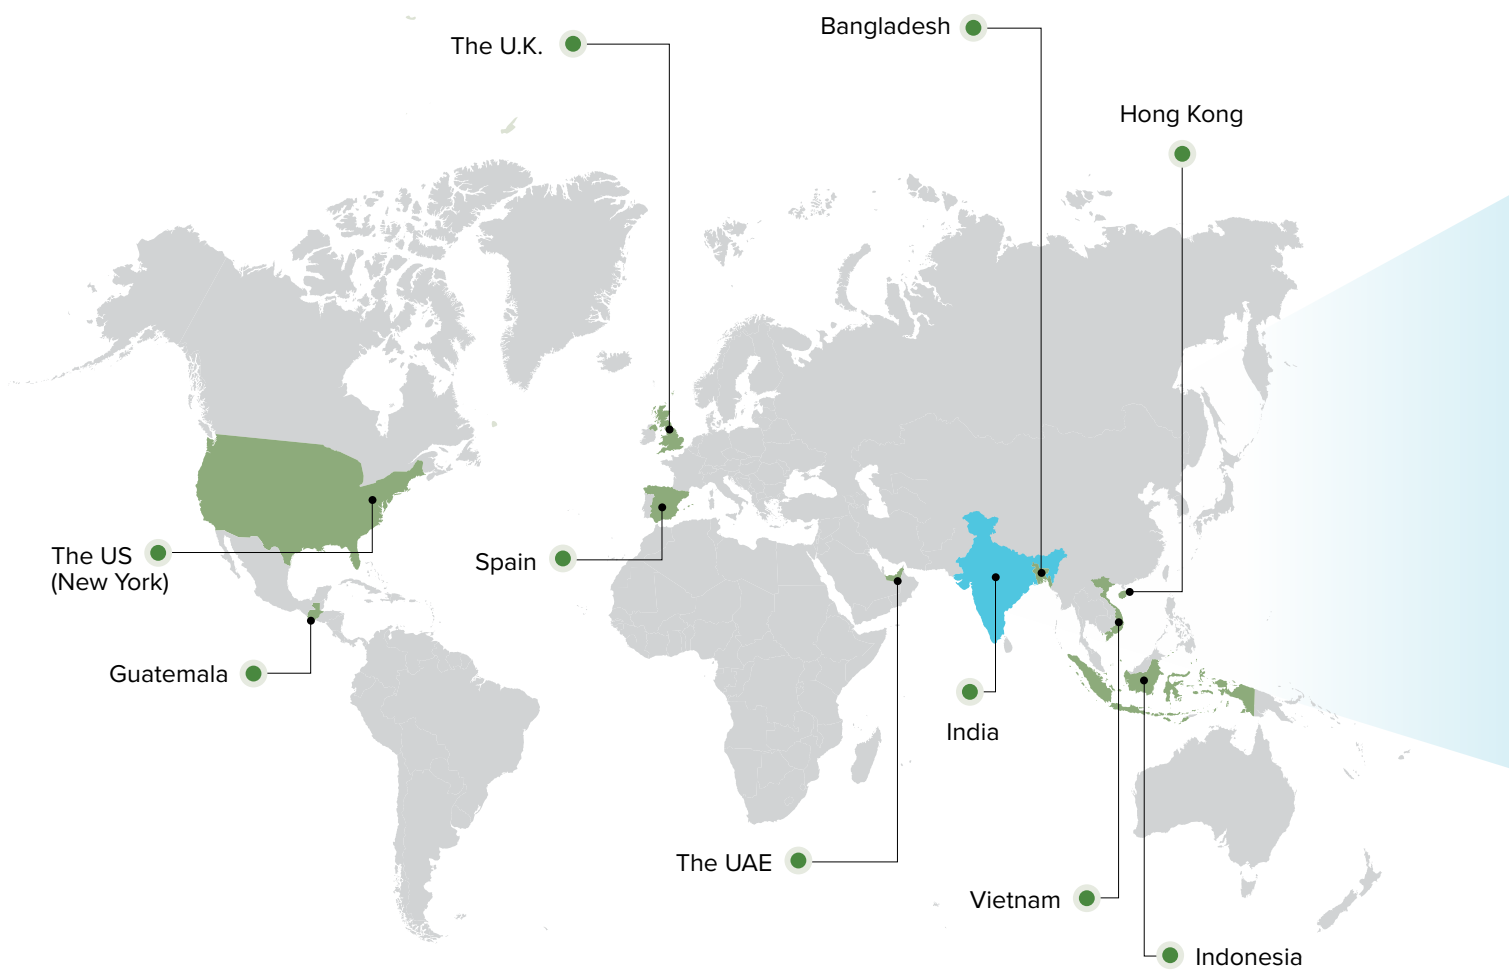 Bangladesh
The U.K.
Hong Kong
The US
(New York)
Spain
Guatemala
India
The UAE
Vietnam
Indonesia